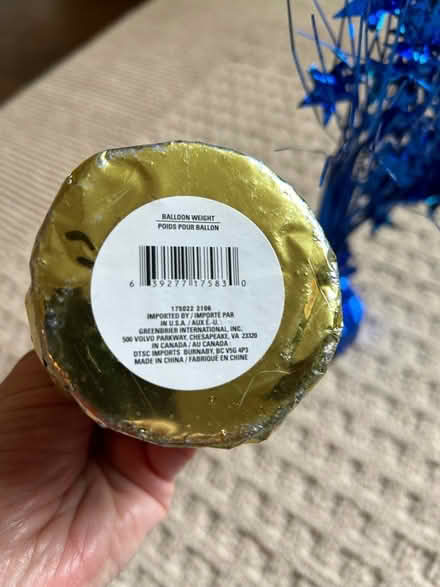 BALLOON WEIGHT
POIDS POUR BALLON
6 39277 17583 0
175022 2106
IMPORTED BY / IMPORTÉ PAR
IN U.S.A. / AUX É.-U. :
GREENBRIER INTERNATIONAL, INC.
500 VOLVO PARKWAY, CHESAPEAKE, VA 23320
IN CANADA / AU CANADA :
DTSC IMPORTS BURNABY, BC V5G 4P3
MADE IN CHINA / FABRIQUÉ EN CHINE